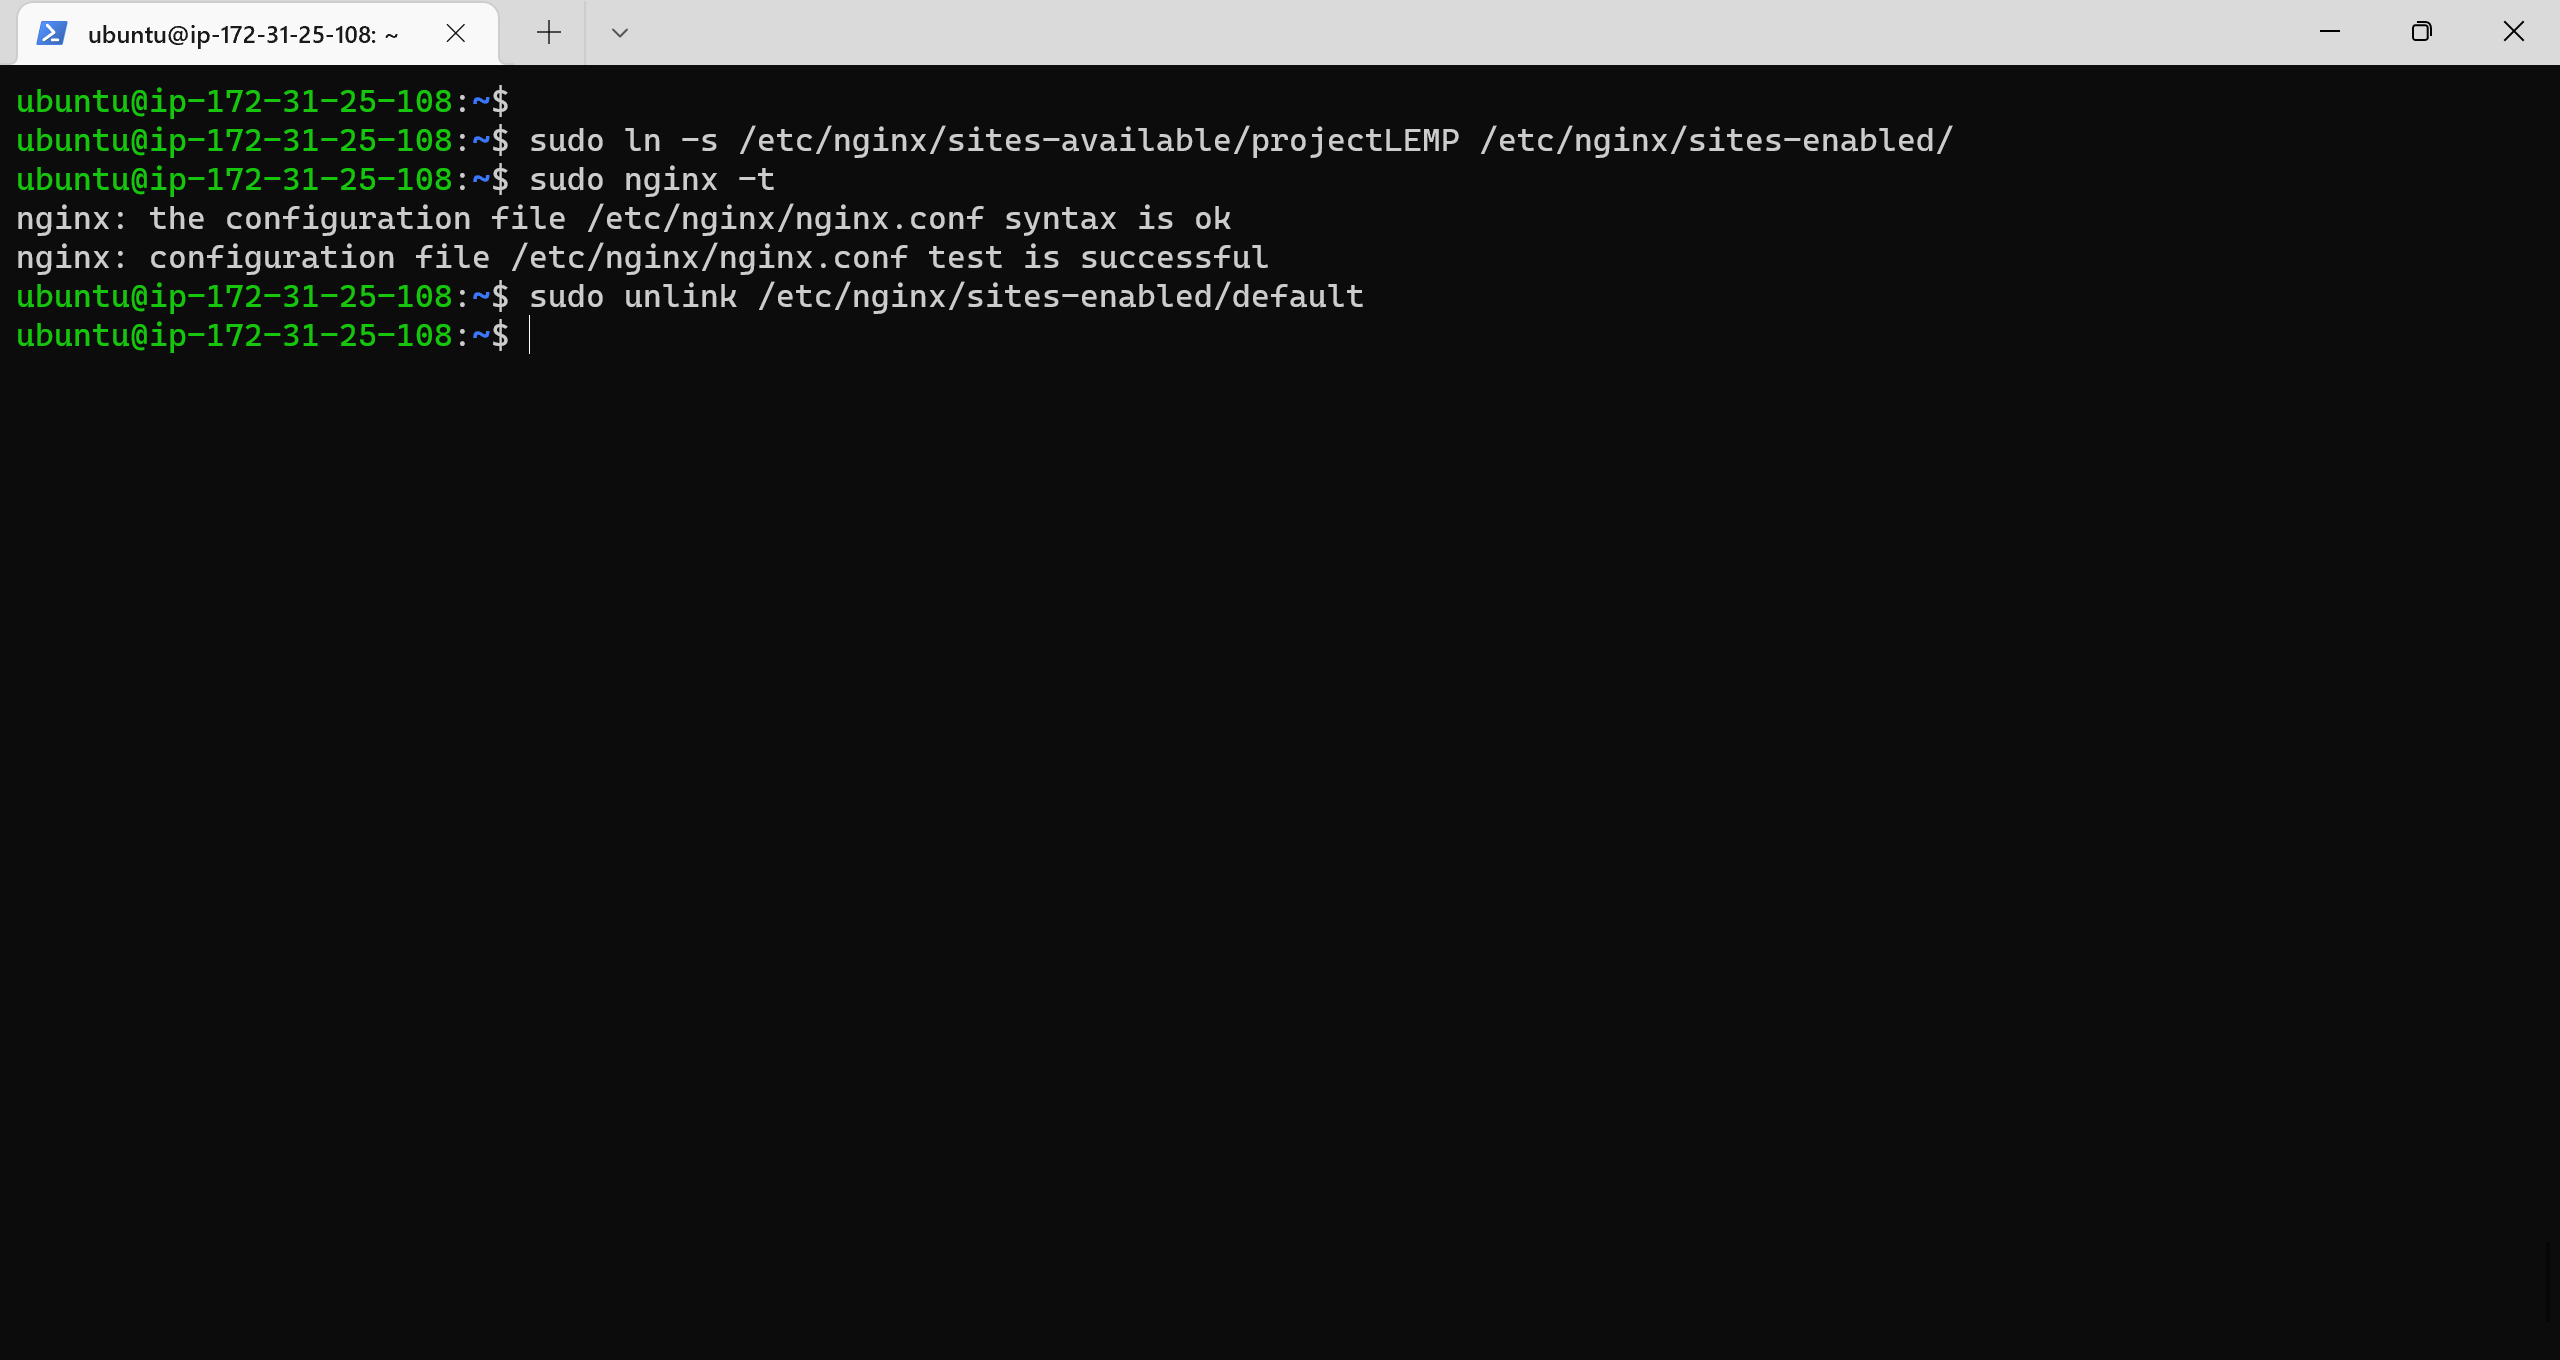 ubuntu@ip-172-31-25-108: ~
ubuntu@ip-172-31-25-108:~$
ubuntu@ip-172-31-25-108:~$ sudo ln -s /etc/nginx/sites-available/projectLEMP /etc/nginx/sites-enabled/
ubuntu@ip-172-31-25-108:~$ sudo nginx -t
nginx: the configuration file /etc/nginx/nginx.conf syntax is ok
nginx: configuration file /etc/nginx/nginx.conf test is successful
ubuntu@ip-172-31-25-108:~$ sudo unlink /etc/nginx/sites-enabled/default
ubuntu@ip-172-31-25-108:~$